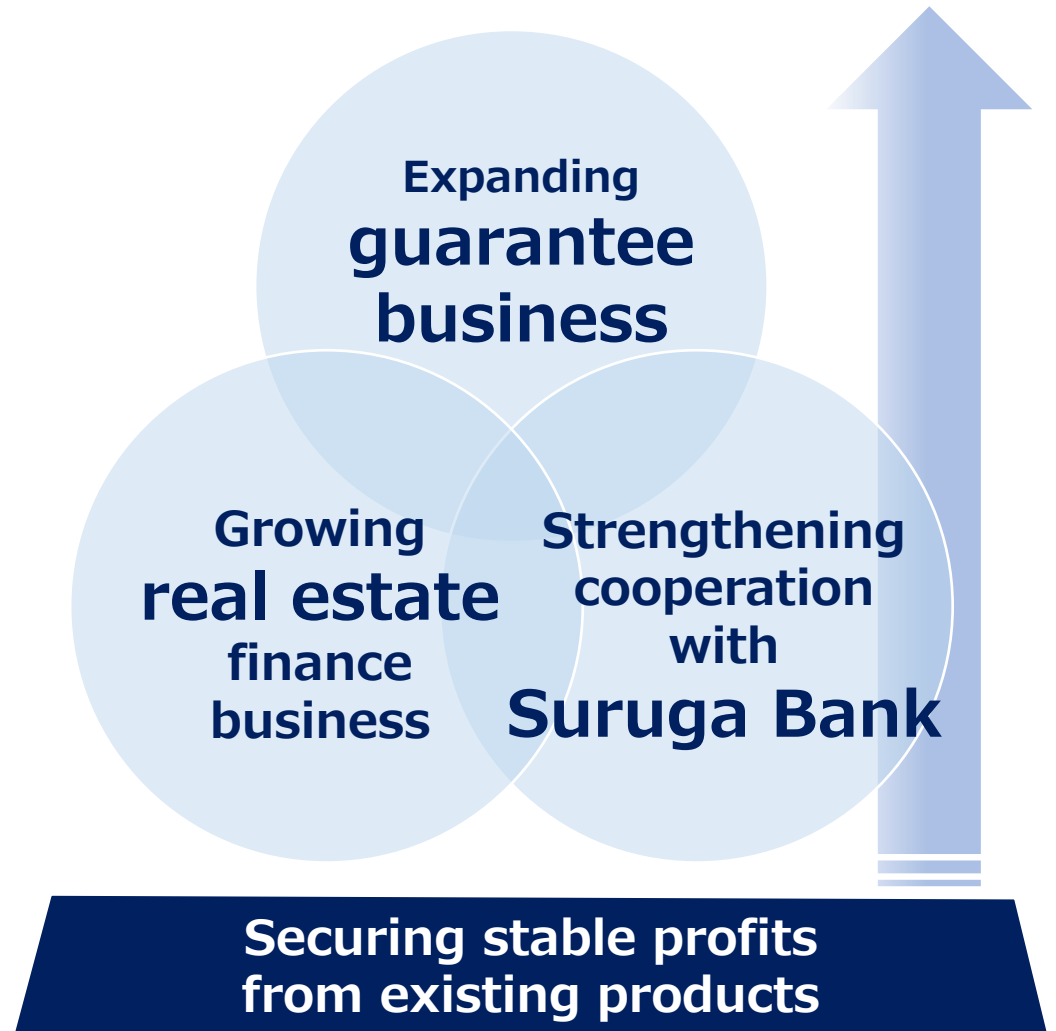 Expanding
guarantee
business
Growing
real estate
finance
business
Strengthening
cooperation
with
Suruga Bank
Securing stable profits
from existing products